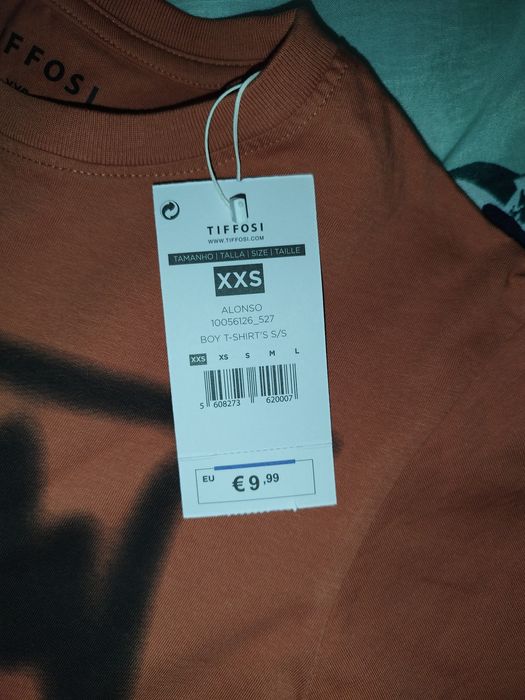 TIFFOSI
TIFFOSI
WWW.TIFFOSI.COM
TAMANHO | TALLA | SIZE | TAILLE
XXS
ALONSO
10056126_527
BOY T-SHIRT'S S/S
XXS XS S M L
5 608273 620007
EU €9,99